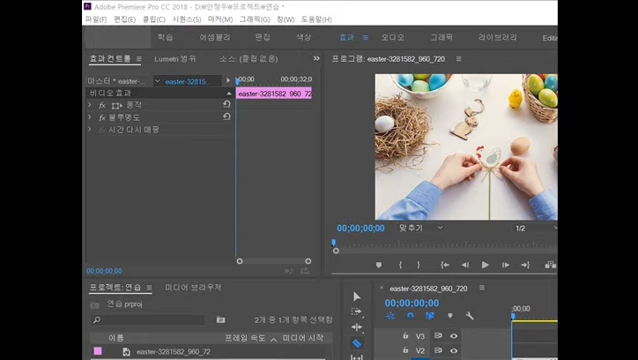 Adobe Premiere Pro CC 2018 - D:₩안정우₩프로젝트₩연습 *
파일(F) 편집(E) 클립(C) 시퀀스(S) 마커(M) 그래픽(G) 창(W) 도움말(H)
학습 어셈블리 편집 색상 효과 오디오 그래픽 라이브러리 Editin
효과 컨트롤 Lumetri 범위 소스: (클립 없음) 프로그램: easter-3281582_960_720
마스터 * easter-... easter-32815... ;00;00 00;00;32;0
비디오 효과 easter-3281582_960_72
fx 동작
fx 불투명도
시간 다시 매핑
00;00;00;00 맞추기 1/2
00;00;00;00
프로젝트: 연습 미디어 브라우저 × easter-3281582_960_720
연습.prproj 00;00;00;00
2개 중 1개 항목 선택함 ;00;00
이름 프레임 속도 미디어 시작 V3
easter-3281582_960_72 V2